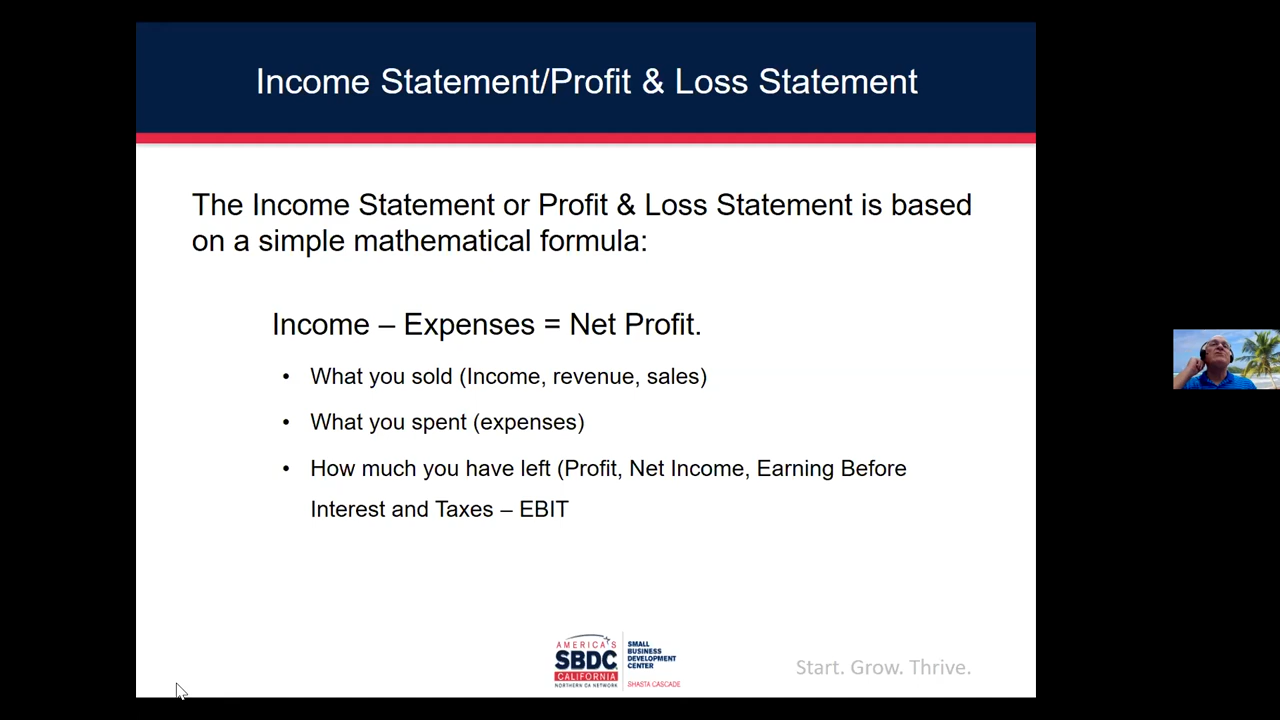 Income Statement/Profit & Loss Statement
The Income Statement or Profit & Loss Statement is based
on a simple mathematical formula:
Income – Expenses = Net Profit.
• What you sold (Income, revenue, sales)
• What you spent (expenses)
• How much you have left (Profit, Net Income, Earning Before
Interest and Taxes – EBIT
AMERICA'S
SBDC
CALIFORNIA
NORTHERN CA NETWORK
SMALL
BUSINESS
DEVELOPMENT
CENTER
SHASTA CASCADE
Start. Grow. Thrive.